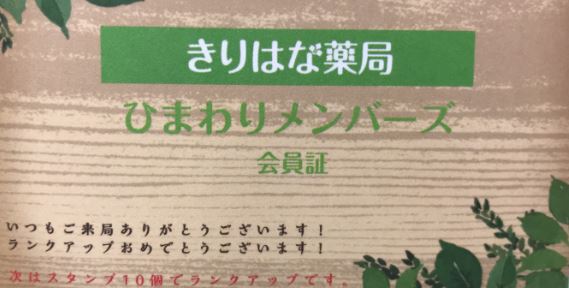 きりはな薬局
ひまわりメンバーズ
会員証
いつもご来局ありがとうございます！
ランクアップおめでとうございます！
次はスタンプ10個でランクアップです。